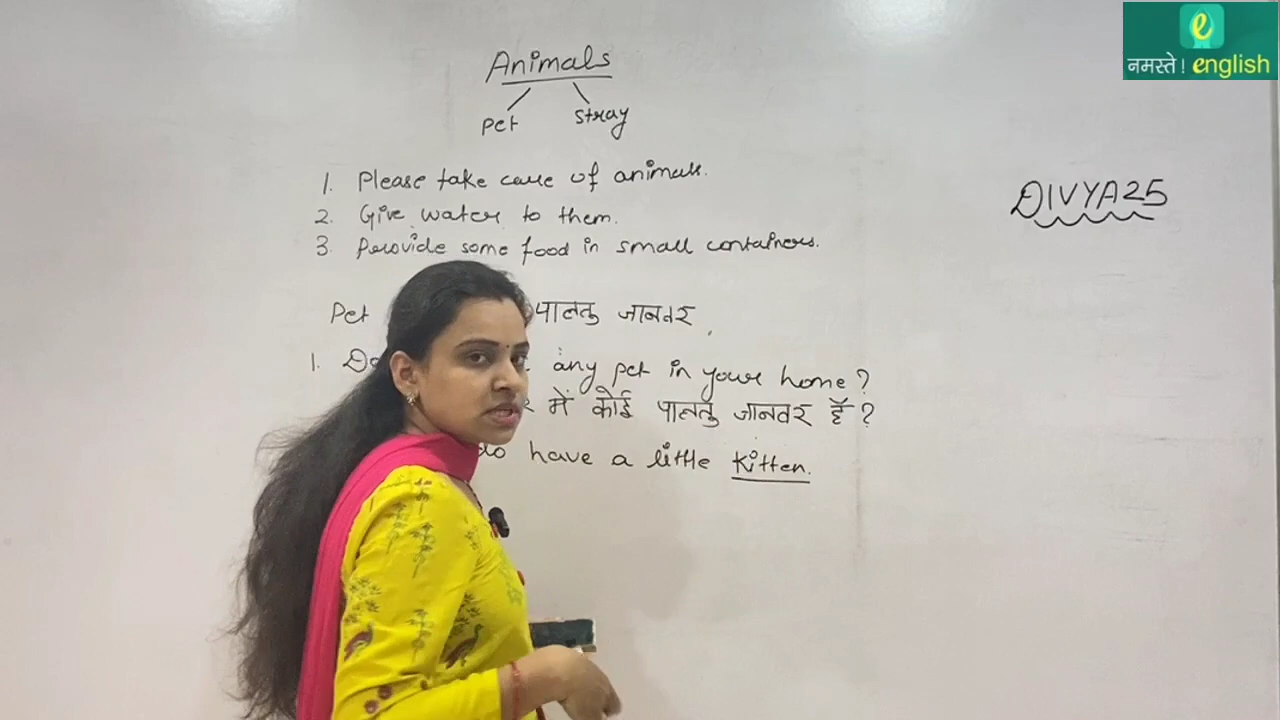 नमस्ते! english
Animals
Pet stray
DIVYA25
1. Please take care of animals.
2. Give water to them.
3. Provide some food in small containers.
Pet पालतु जानवर
1. any pet in your home?
में कोई पालतु जानवर है?
do have a little kitten.